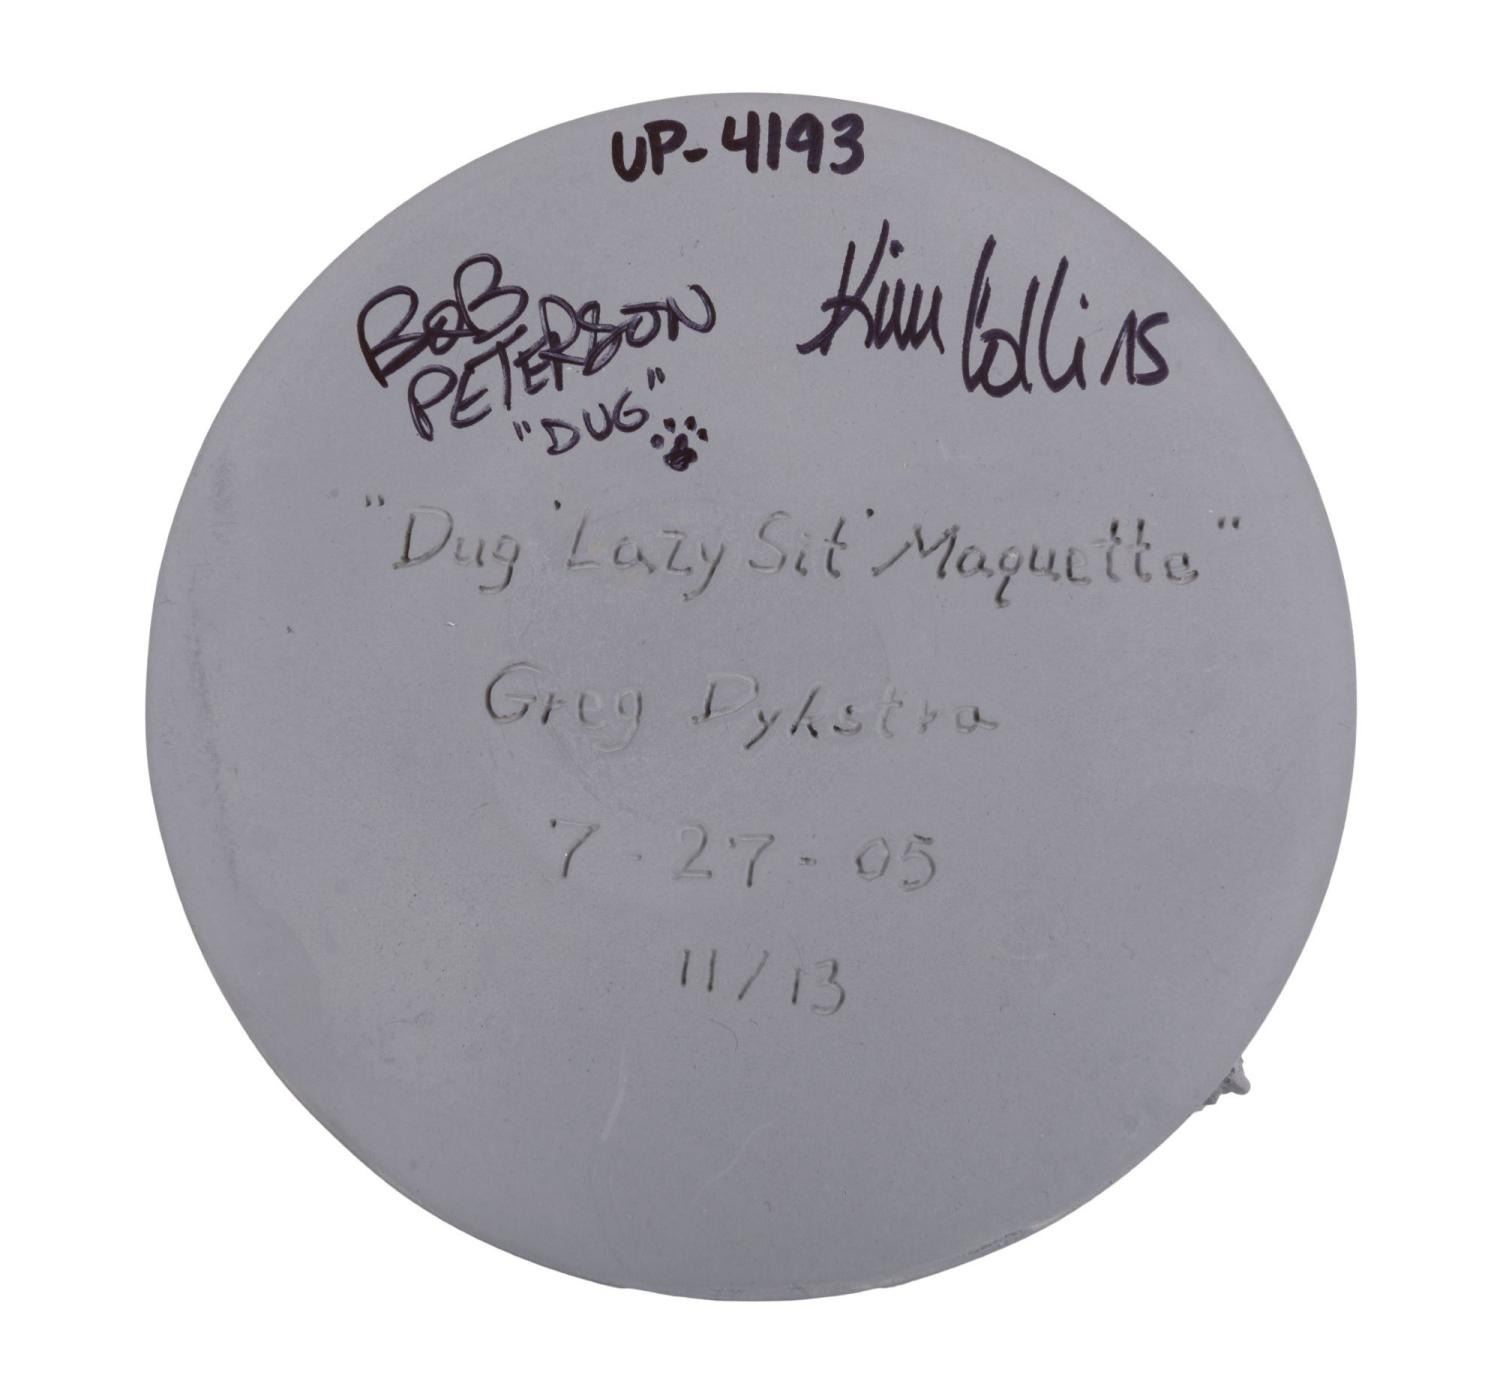 UP-4193
BOB PETERSON
"DUG"
Kim Collins
"Dug 'Lazy Sit' Maquette"
Greg Dykstra
7-27-05
11/13